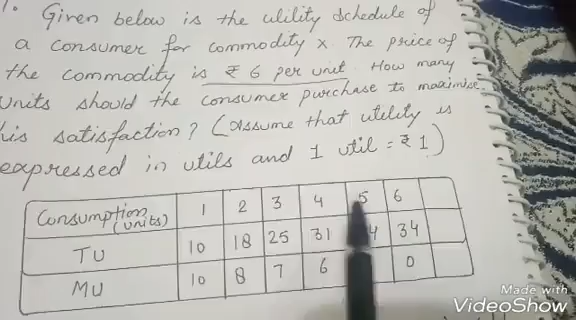 1. Given below is the utility schedule of
a consumer for commodity x. The price of
the commodity is ₹ 6 per unit. How many
units should the consumer purchase to maximise
his satisfaction? (Assume that utility is
expressed in utils and 1 util = ₹ 1)
Consumption (units) 1 2 3 4 5 6
TU 10 18 25 31 34
MU 10 8 7 6 0
Made with
VideoShow